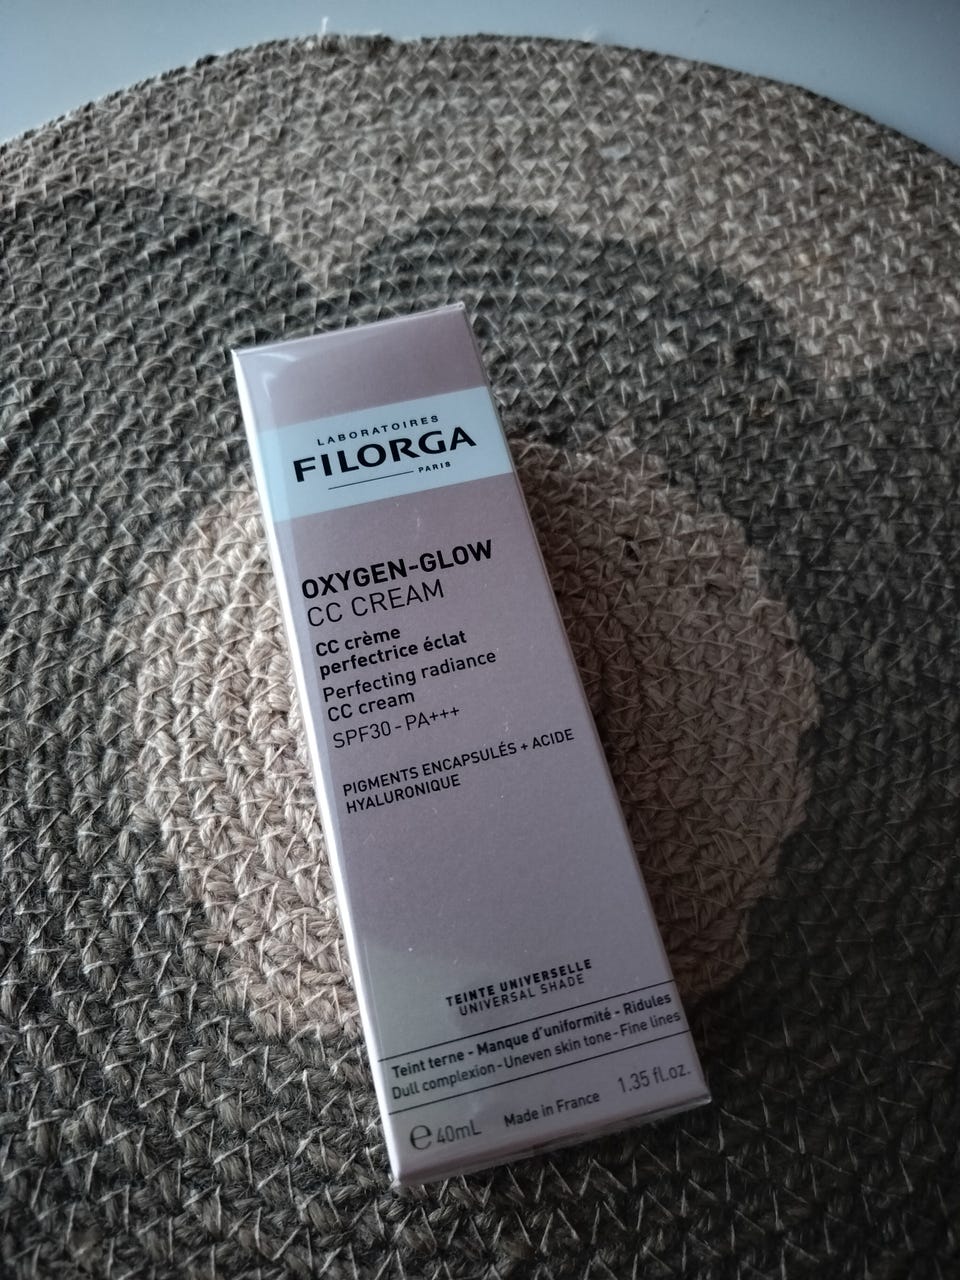 LABORATOIRES
FILORGA
PARIS
OXYGEN-GLOW
CC CREAM
CC crème
perfectrice éclat
Perfecting radiance
CC cream
SPF30 - PA+++
PIGMENTS ENCAPSULÉS + ACIDE
HYALURONIQUE
TEINTE UNIVERSELLE
UNIVERSAL SHADE
Teint terne - Manque d'uniformité - Ridules
Dull complexion - Uneven skin tone - Fine lines
℮ 40mL Made in France 1.35 fl.oz.